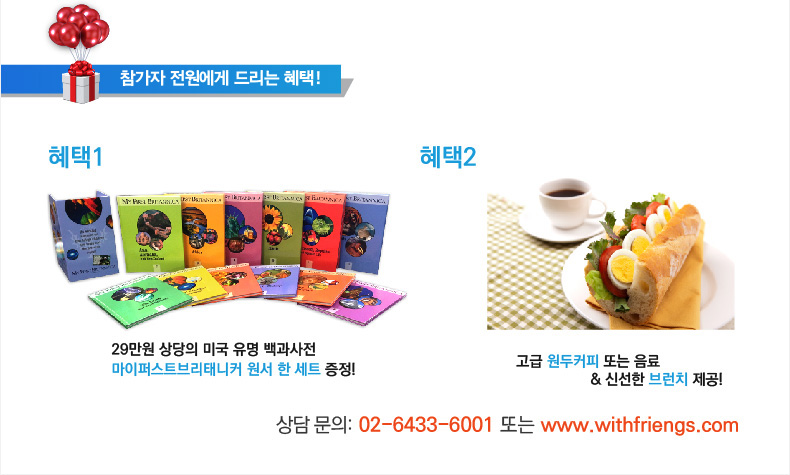 참가자 전원에게 드리는 혜택!
혜택1
혜택2
MY FIRST BRITANNICA
29만원 상당의 미국 유명 백과사전
마이퍼스트브리태니커 원서 한 세트 증정!
고급 원두커피 또는 음료
& 신선한 브런치 제공!
상담 문의: 02-6433-6001 또는 www.withfriengs.com